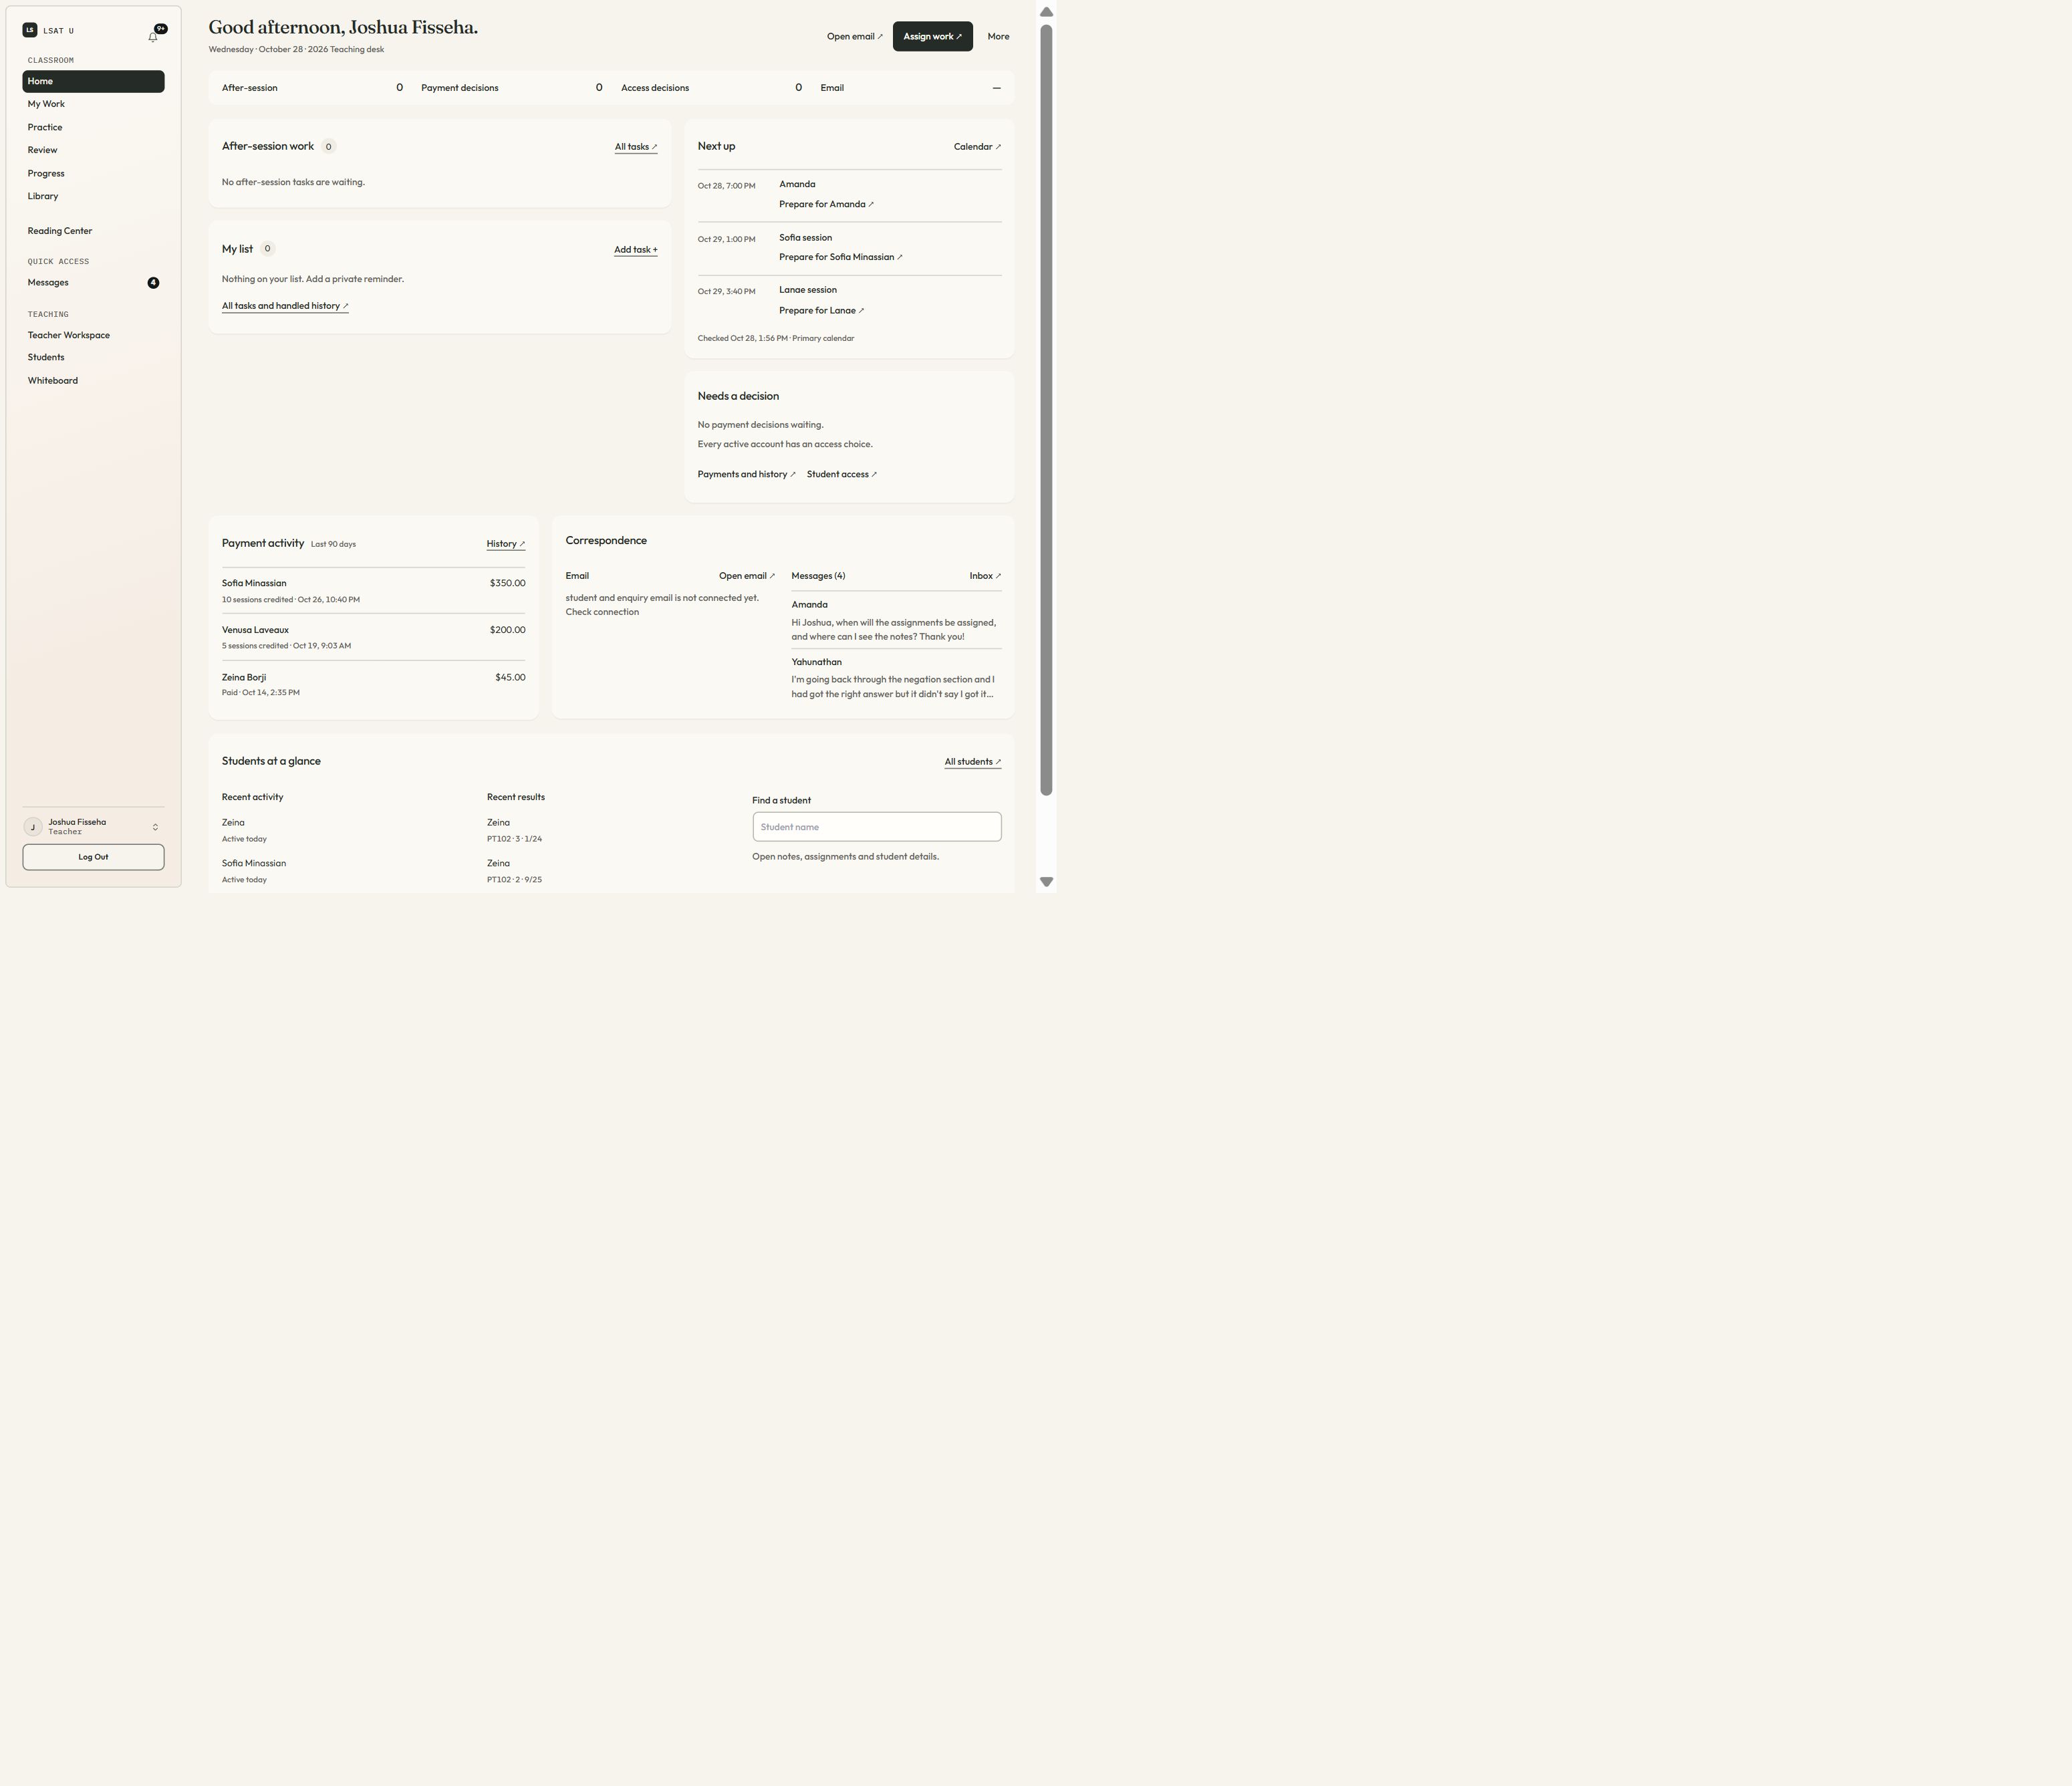 LS
LSAT U
9+
CLASSROOM
Home
My Work
Practice
Review
Progress
Library
Reading Center
QUICK ACCESS
Messages
4
TEACHING
Teacher Workspace
Students
Whiteboard
J
Joshua Fisseha
Teacher
Log Out
Good afternoon, Joshua Fisseha.
Wednesday · October 28 · 2026 Teaching desk
Open email ↗
Assign work ↗
More
After-session 0
Payment decisions 0
Access decisions 0
Email —
After-session work 0
All tasks ↗
No after-session tasks are waiting.
My list 0
Add task +
Nothing on your list. Add a private reminder.
All tasks and handled history ↗
Next up
Calendar ↗
Oct 28, 7:00 PM
Amanda
Prepare for Amanda ↗
Oct 29, 1:00 PM
Sofia session
Prepare for Sofia Minassian ↗
Oct 29, 3:40 PM
Lanae session
Prepare for Lanae ↗
Checked Oct 28, 1:56 PM · Primary calendar
Needs a decision
No payment decisions waiting.
Every active account has an access choice.
Payments and history ↗
Student access ↗
Payment activity Last 90 days
History ↗
Sofia Minassian $350.00
10 sessions credited · Oct 26, 10:40 PM
Venusa Laveaux $200.00
5 sessions credited · Oct 19, 9:03 AM
Zeina Borji $45.00
Paid · Oct 14, 2:35 PM
Correspondence
Email
Open email ↗
student and enquiry email is not connected yet.
Check connection
Messages (4)
Inbox ↗
Amanda
Hi Joshua, when will the assignments be assigned,
and where can I see the notes? Thank you!
Yahunathan
I'm going back through the negation section and I
had got the right answer but it didn't say I got it...
Students at a glance
All students ↗
Recent activity
Zeina
Active today
Sofia Minassian
Active today
Recent results
Zeina
PT102 · 3 · 1/24
Zeina
PT102 · 2 · 9/25
Find a student
Student name
Open notes, assignments and student details.